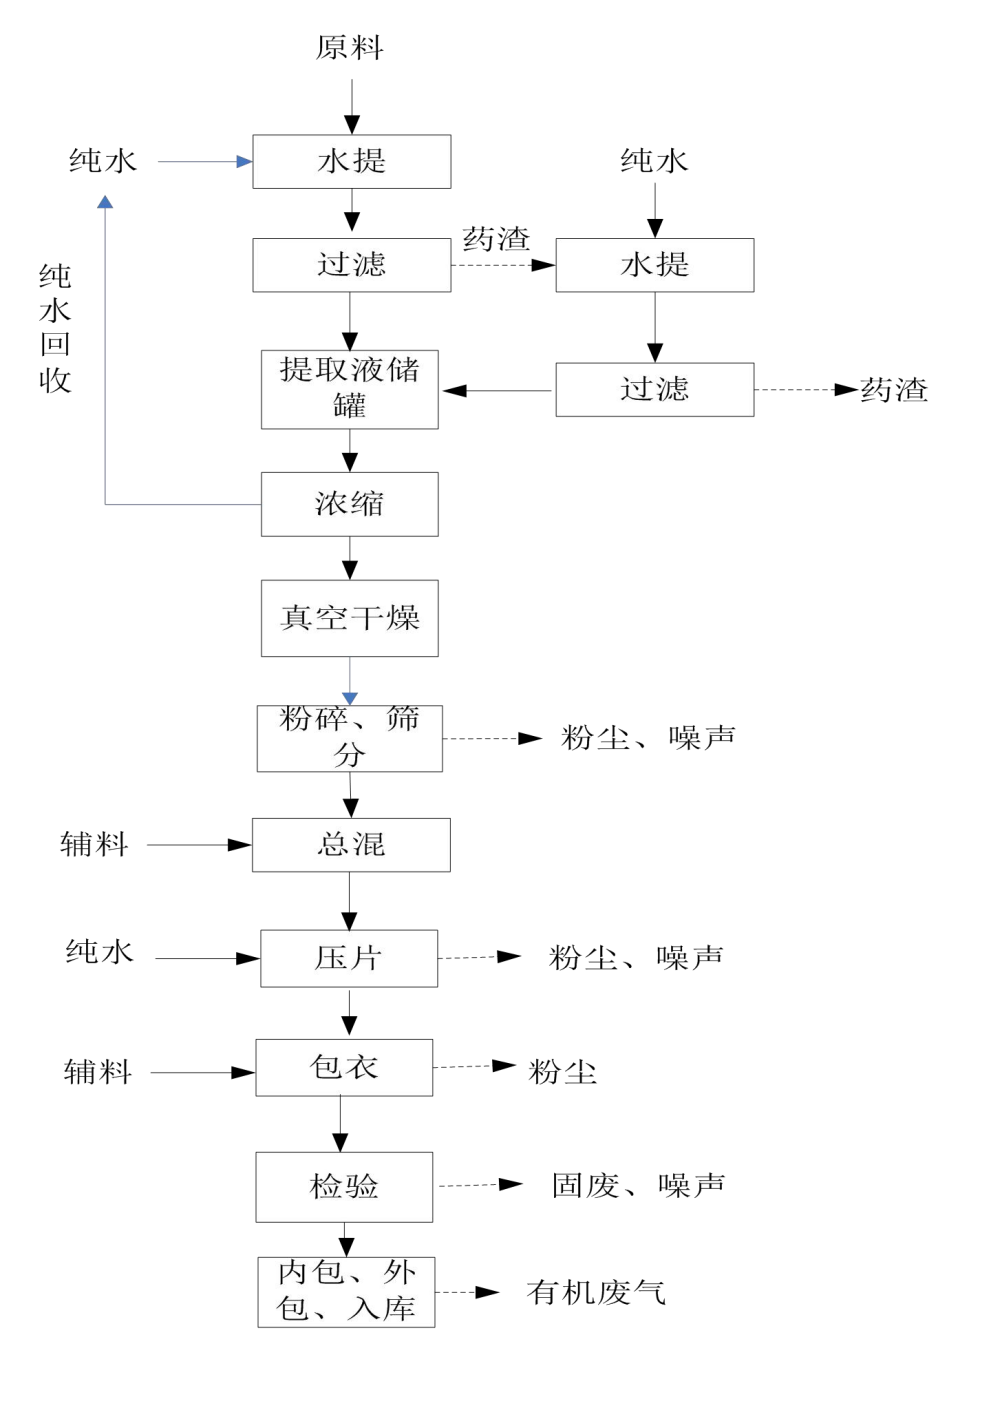 原料
纯水
水提
纯水
过滤
药渣
水提
纯
水
回
收
提取液储
罐
过滤
药渣
浓缩
真空干燥
粉碎、筛
分
粉尘、噪声
辅料
总混
纯水
压片
粉尘、噪声
辅料
包衣
粉尘
检验
固废、噪声
内包、外
包、入库
有机废气